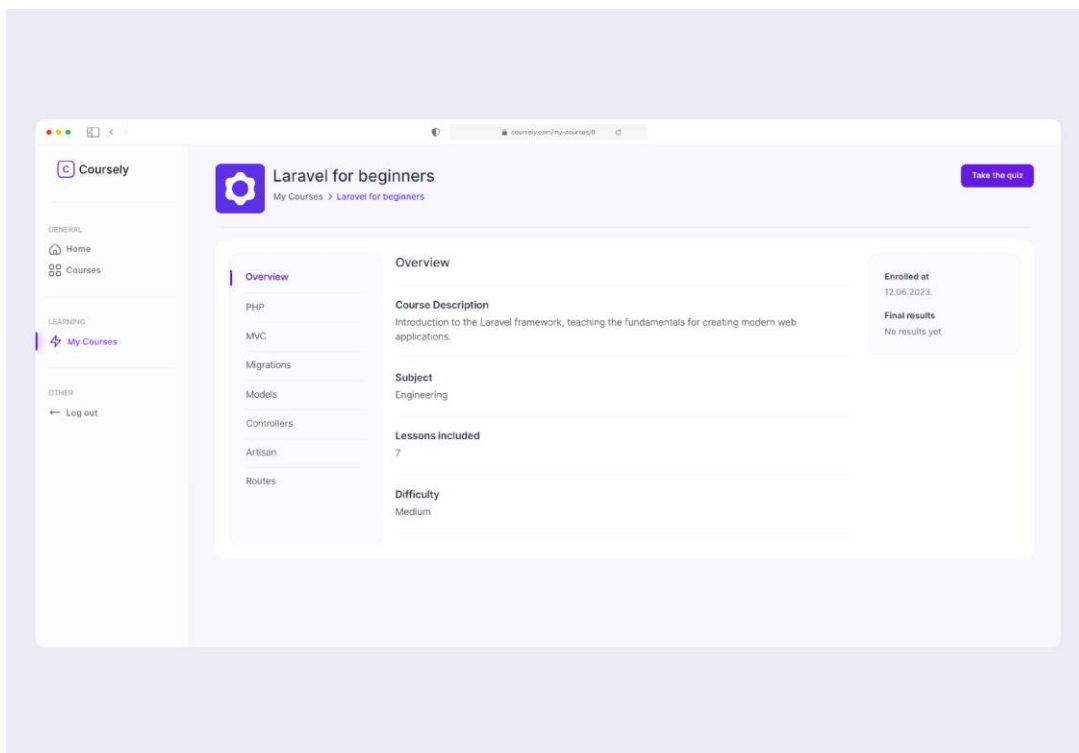 coursely.com/my-courses/8
C Coursely
GENERAL
Home
Courses
LEARNING
My Courses
OTHER
Log out
Laravel for beginners
My Courses > Laravel for beginners
Take the quiz
Overview
PHP
MVC
Migrations
Models
Controllers
Artisan
Routes
Overview
Course Description
Introduction to the Laravel framework, teaching the fundamentals for creating modern web
applications.
Subject
Engineering
Lessons included
7
Difficulty
Medium
Enrolled at
12.06.2023.
Final results
No results yet